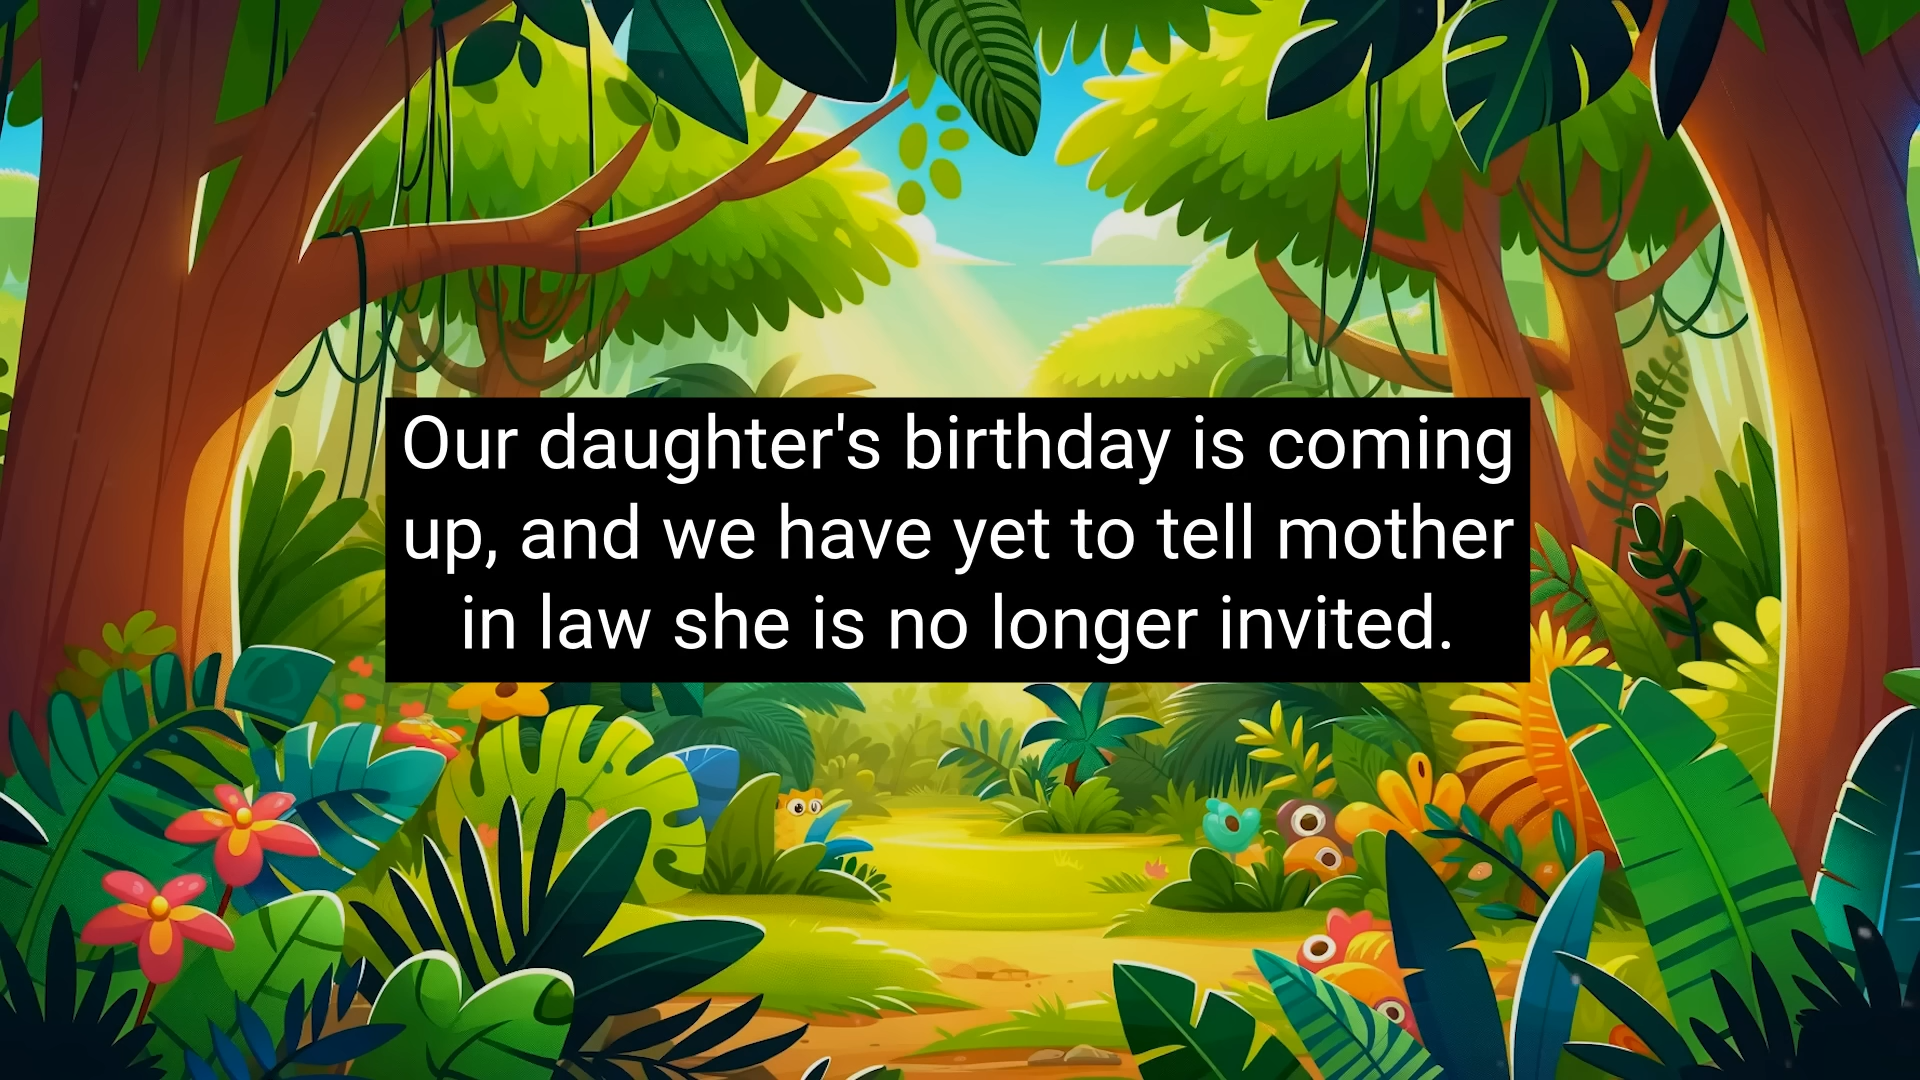 Our daughter's birthday is coming
up, and we have yet to tell mother
in law she is no longer invited.